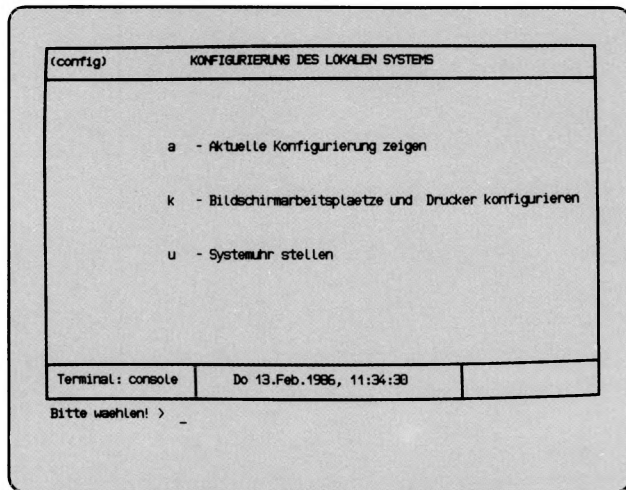 (config) KONFIGURIERUNG DES LOKALEN SYSTEMS
a - Aktuelle Konfigurierung zeigen
k - Bildschirmarbeitsplaetze und Drucker konfigurieren
u - Systemuhr stellen
Terminal: console Do 13.Feb.1986, 11:34:30
Bitte waehlen! > _